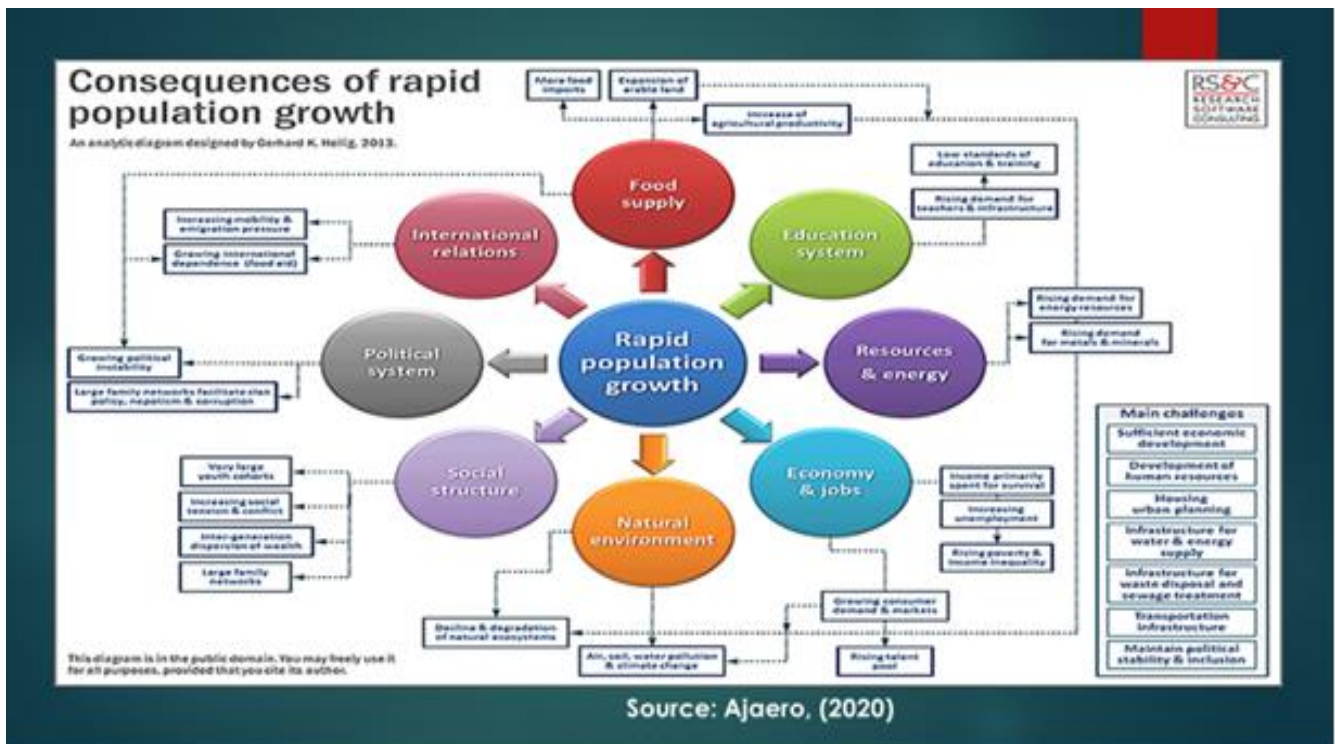 Consequences of rapid
population growth
An analytic diagram designed by Gerhard K. Heilig, 2013.
RS&C
RESEARCH
SOFTWARE
CONSULTING
More food
imports
Expansion of
arable land
Increase of
agricultural productivity
Low standards of
education & training
Rising demand for
teachers & infrastructure
Food
supply
International
relations
Education
system
Increasing mobility &
emigration pressure
Growing international
dependence (food aid)
Rising demand for
energy resources
Rising demand
for metals & minerals
Rapid
population
growth
Political
system
Resources
& energy
Growing political
instability
Large family networks facilitate clan
policy, nepotism & corruption
Social
structure
Natural
environment
Economy
& jobs
Very large
youth cohorts
Increasing social
tension & conflict
Inter-generation
dispersion of wealth
Large family
networks
Income primarily
spent for survival
Increasing
unemployment
Rising poverty &
income inequality
Growing consumer
demand & markets
Decline & degradation
of natural ecosystems
Air, soil, water pollution
& climate change
Rising talent
pool
Main challenges
Sufficient economic
development
Development of
human resources
Housing
urban planning
Infrastructure for
water & energy
supply
Infrastructure for
waste disposal and
sewage treatment
Transportation
infrastructure
Maintain political
stability & inclusion
This diagram is in the public domain. You may freely use it
for all purposes, provided that you cite its author.
Source: Ajaero, (2020)